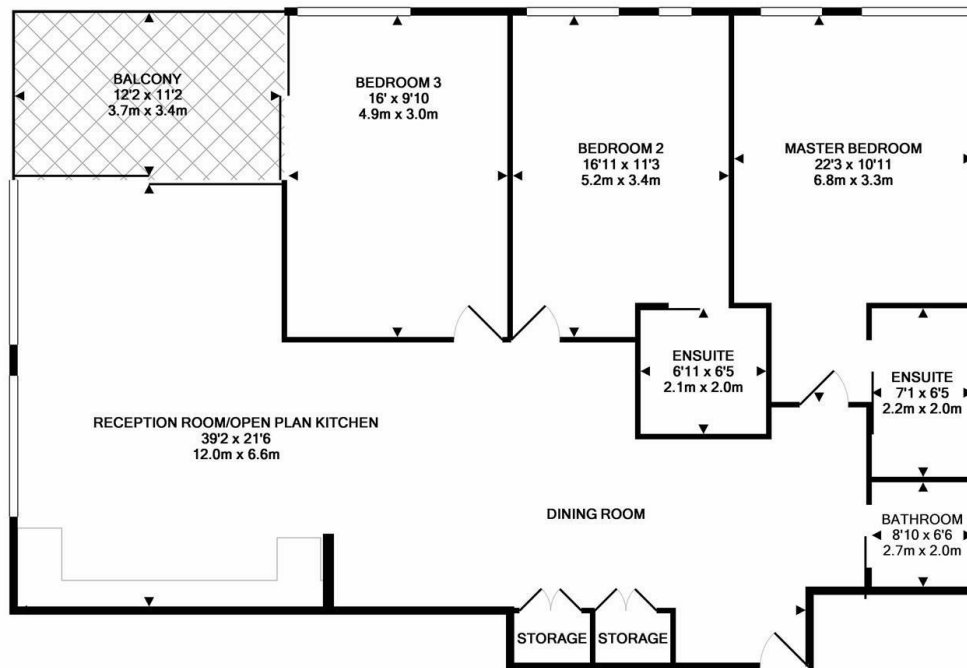 BALCONY
12'2 x 11'2
3.7m x 3.4m
BEDROOM 3
16' x 9'10
4.9m x 3.0m
BEDROOM 2
16'11 x 11'3
5.2m x 3.4m
MASTER BEDROOM
22'3 x 10'11
6.8m x 3.3m
ENSUITE
6'11 x 6'5
2.1m x 2.0m
ENSUITE
7'1 x 6'5
2.2m x 2.0m
RECEPTION ROOM/OPEN PLAN KITCHEN
39'2 x 21'6
12.0m x 6.6m
DINING ROOM
BATHROOM
8'10 x 6'6
2.7m x 2.0m
STORAGE
STORAGE